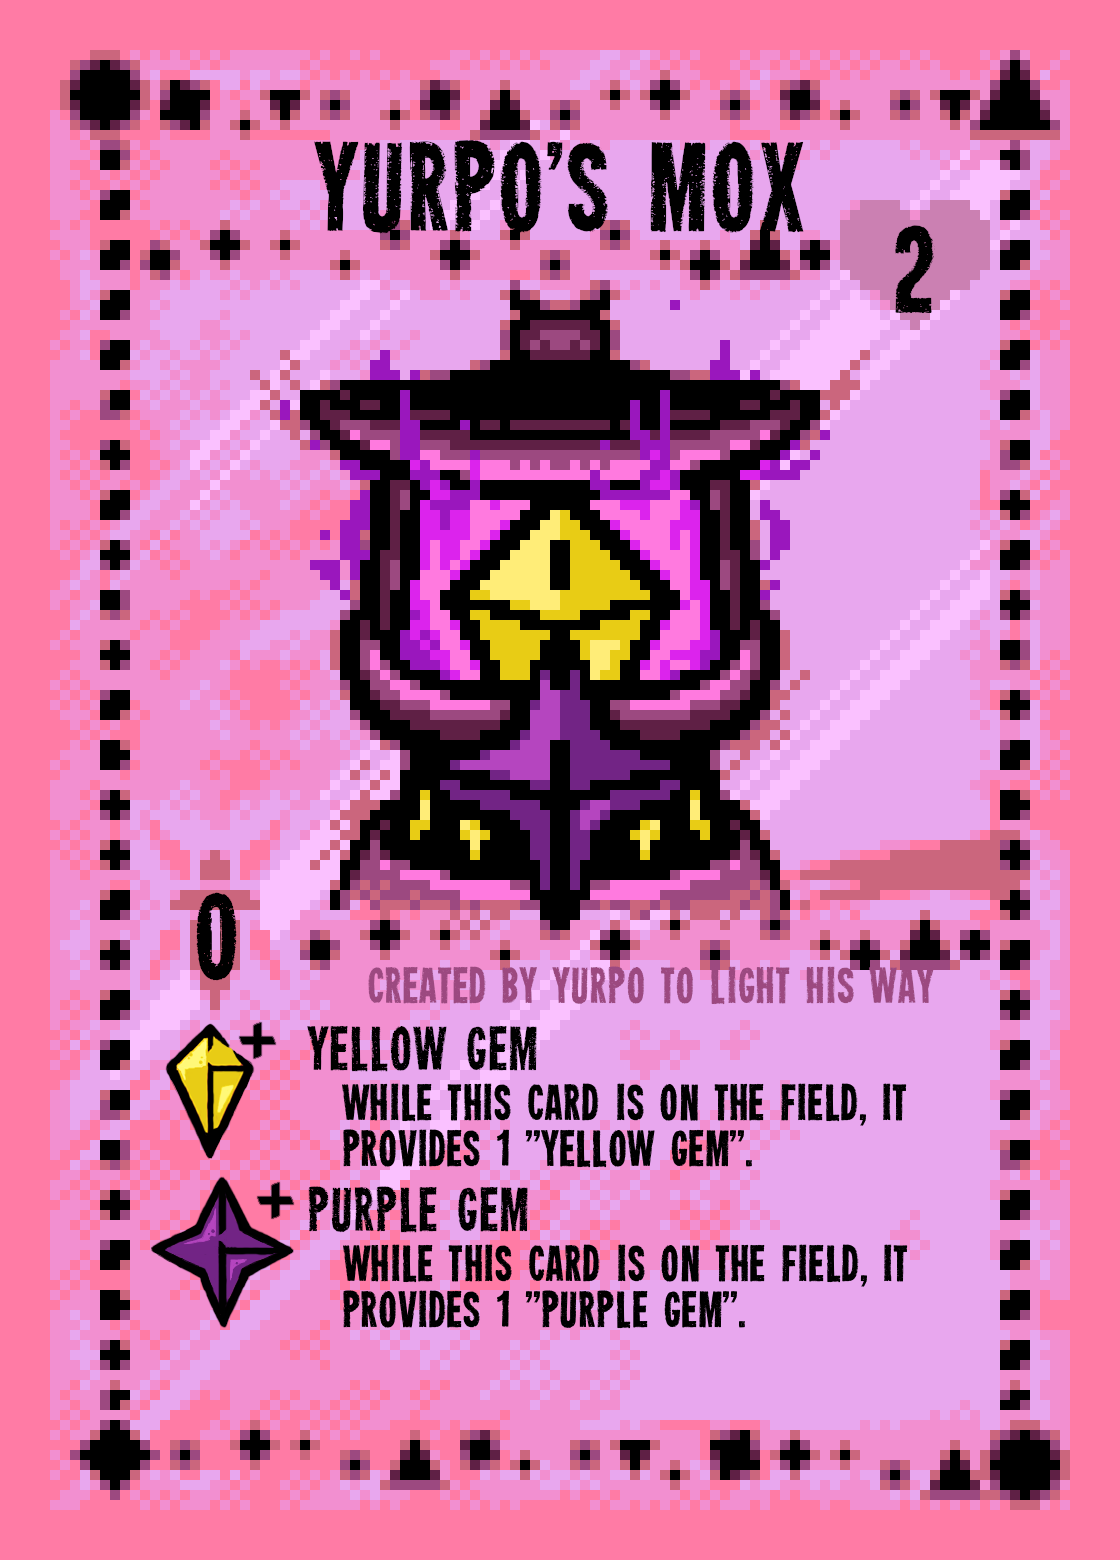 YURPO'S MOX
2
0
CREATED BY YURPO TO LIGHT HIS WAY
YELLOW GEM
WHILE THIS CARD IS ON THE FIELD, IT
PROVIDES 1 "YELLOW GEM".
PURPLE GEM
WHILE THIS CARD IS ON THE FIELD, IT
PROVIDES 1 "PURPLE GEM".